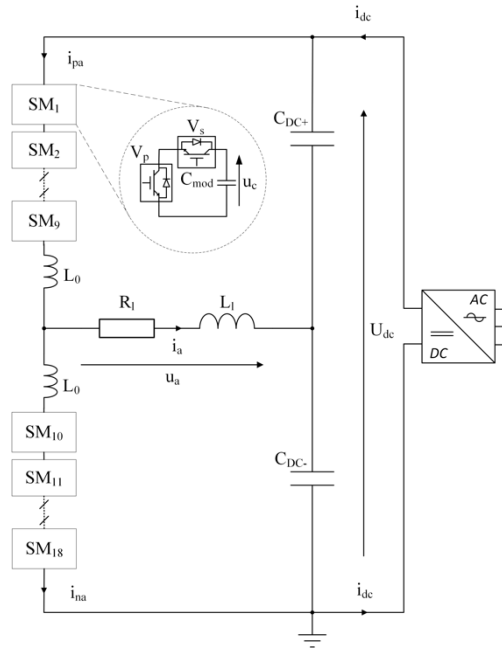 i_dc
i_pa
SM_1
V_s
C_DC+
SM_2
V_p
C_mod
u_c
SM_9
L_0
R_l
L_l
AC
U_dc
i_a
DC
L_0
u_a
SM_10
C_DC-
SM_11
SM_18
i_na
i_dc